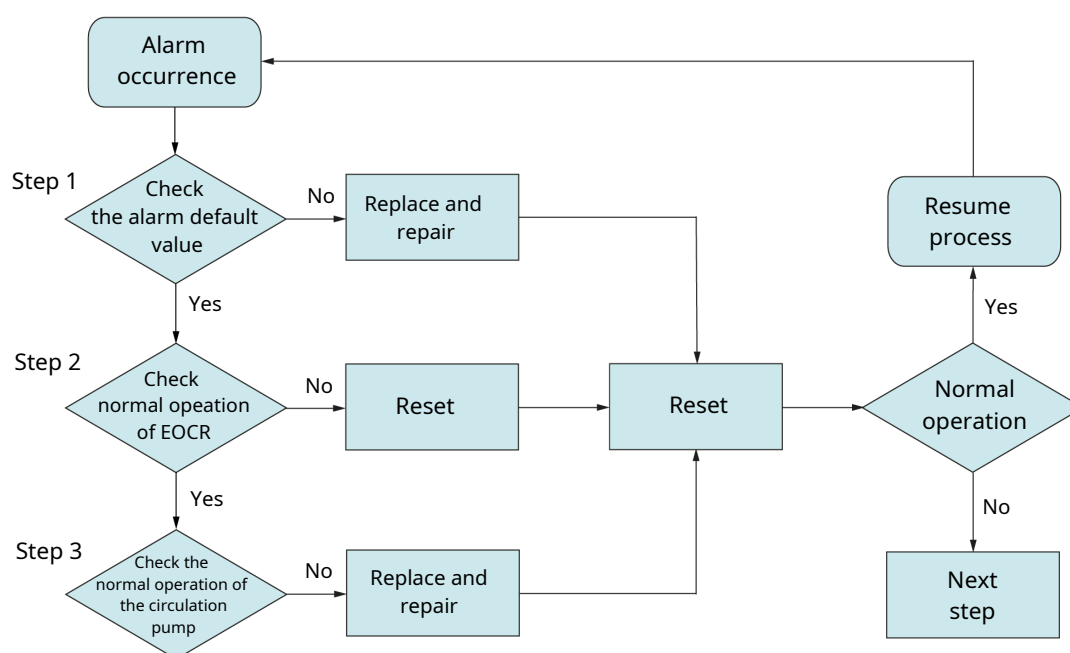 Alarm
occurrence
Step 1
Check
the alarm default
value
No
Replace and
repair
Resume
process
Yes
Yes
Step 2
Check
normal opeation
of EOCR
No
Reset
Reset
Normal
operation
Yes
No
Step 3
Check the
normal operation of
the circulation
pump
No
Replace and
repair
Next
step